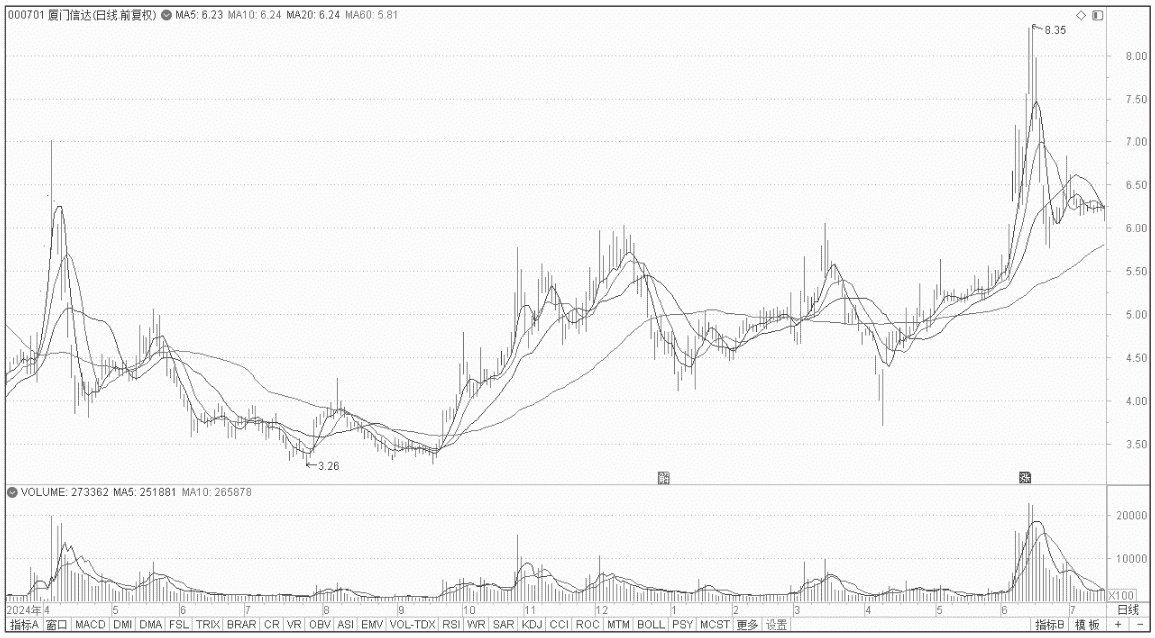 000701 厦门信达(日线.前复权) MA5: 6.23 MA10: 6.24 MA20: 6.24 MA60: 5.81
8.35
8.00
7.50
7.00
6.50
6.00
5.50
5.00
4.50
4.00
3.50
3.26
解
涨
VOLUME: 273362 MA5: 251881 MA10: 265878
20000
10000
X100
2024年 4 5 6 7 8 9 10 11 12 1 2 3 4 5 6 7 日线
指标A 窗口 MACD DMI DMA FSL TRIX BRAR CR VR OBV ASI EMV VOL-TDX RSI WR SAR KDJ CCI ROC MTM BOLL PSY MCST 更多 设置 指标B 模板 + -